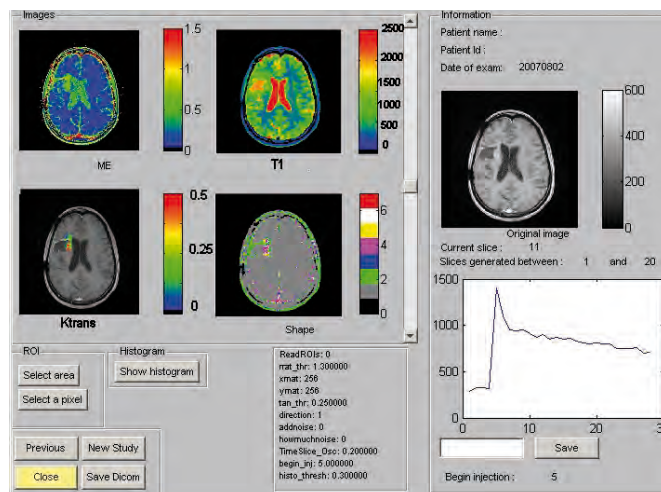 Images
1.5
1
0.5
0
ME
2500
2000
1500
1000
500
0
T1
0.5
0.25
0
Ktrans
6
4
2
0
Shape
Information
Patient name :
Patient Id :
Date of exam: 20070802
600
400
200
0
Original image
Current slice : 11
Slices generated between : 1 and 20
1500
1000
500
0
0 10 20 3
Save
Begin injection : 5
ROI
Select area
Select a pixel
Histogram
Show histogram
Previous
New Study
Close
Save Dicom
ReadROIs: 0
rrat_thr: 1.300000
xmat: 256
ymat: 256
tan_thr: 0.250000
direction: 1
addnoise: 0
howmuchnoise: 0
TimeSlice_Osc: 0.200000
begin_inj: 5.000000
histo_thresh: 0.300000